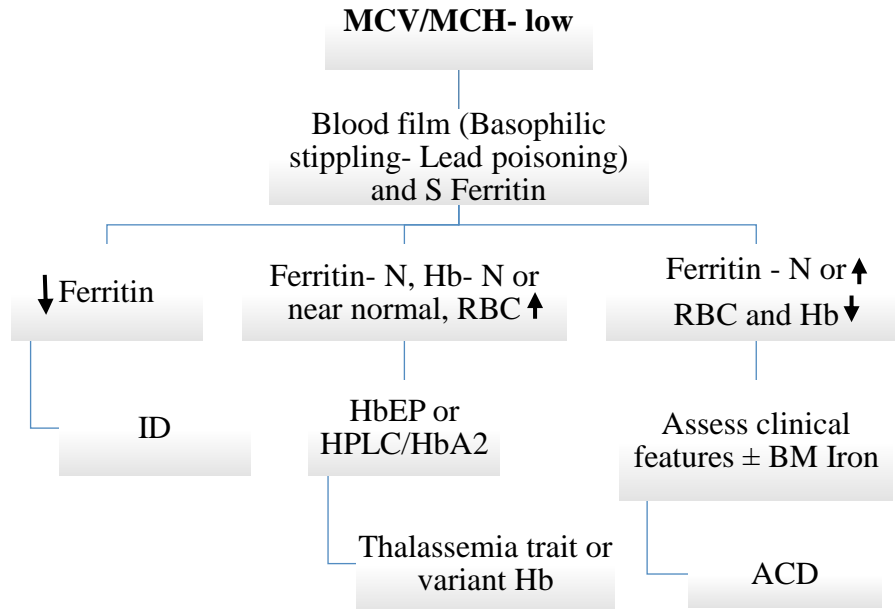 MCV/MCH- low
Blood film (Basophilic
stippling- Lead poisoning)
and S Ferritin
↓ Ferritin
ID
Ferritin- N, Hb- N or
near normal, RBC ↑
HbEP or
HPLC/HbA2
Thalassemia trait or
variant Hb
Ferritin - N or ↑
RBC and Hb ↓
Assess clinical
features ± BM Iron
ACD